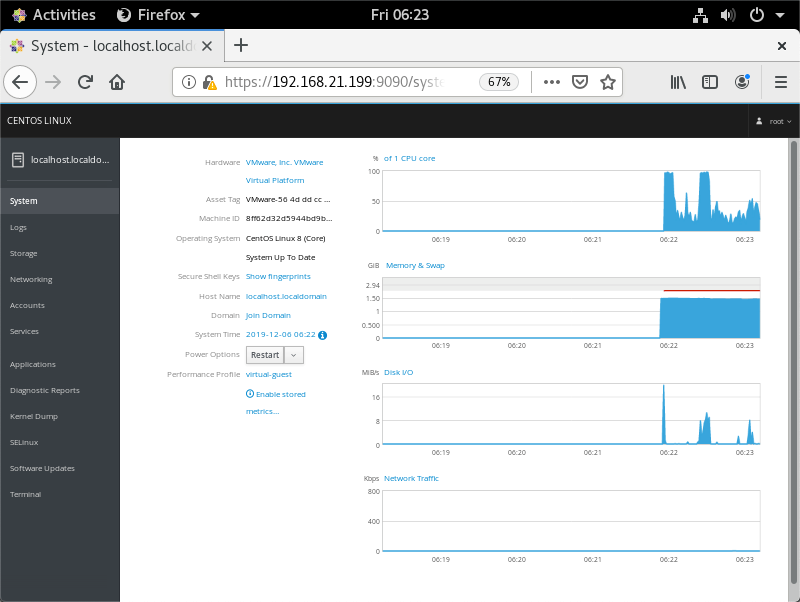 Activities Firefox Fri 06:23
System - localhost.locald
https://192.168.21.199:9090/syste 67%
CENTOS LINUX root
localhost.localdo...
System
Logs
Storage
Networking
Accounts
Services
Applications
Diagnostic Reports
Kernel Dump
SELinux
Software Updates
Terminal
Hardware VMware, Inc. VMware
Virtual Platform
Asset Tag VMware-56 4d dd cc ...
Machine ID 8ff62d32d5944bd9b...
Operating System CentOS Linux 8 (Core)
System Up To Date
Secure Shell Keys Show fingerprints
Host Name localhost.localdomain
Domain Join Domain
System Time 2019-12-06 06:22
Power Options Restart
Performance Profile virtual-guest
Enable stored
metrics...
% of 1 CPU core
100
50
0
06:19 06:20 06:21 06:22 06:23
GiB Memory & Swap
2.94
1.50
1
0.500
0
06:19 06:20 06:21 06:22 06:23
MiB/s Disk I/O
16
8
0
06:19 06:20 06:21 06:22 06:23
Kbps Network Traffic
800
400
0
06:19 06:20 06:21 06:22 06:23